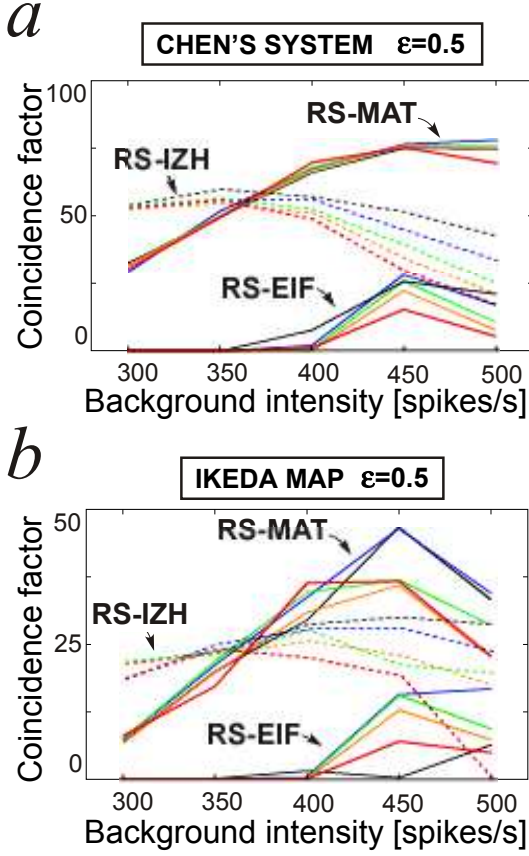 a
CHEN'S SYSTEM ε=0.5
100
RS-MAT
RS-IZH
50
RS-EIF
0
Coincidence factor
300 350 400 450 500
Background intensity [spikes/s]
b
IKEDA MAP ε=0.5
50
RS-MAT
RS-IZH
25
RS-EIF
0
Coincidence factor
300 350 400 450 500
Background intensity [spikes/s]